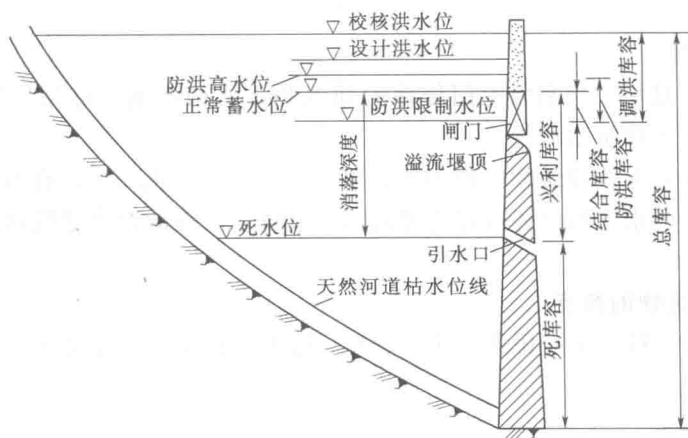 校核洪水位
设计洪水位
防洪高水位
正常蓄水位
防洪限制水位
闸门
溢流堰顶
消落深度
兴利库容
结合库容
防洪库容
调洪库容
总库容
死水位
引水口
天然河道枯水位线
死库容